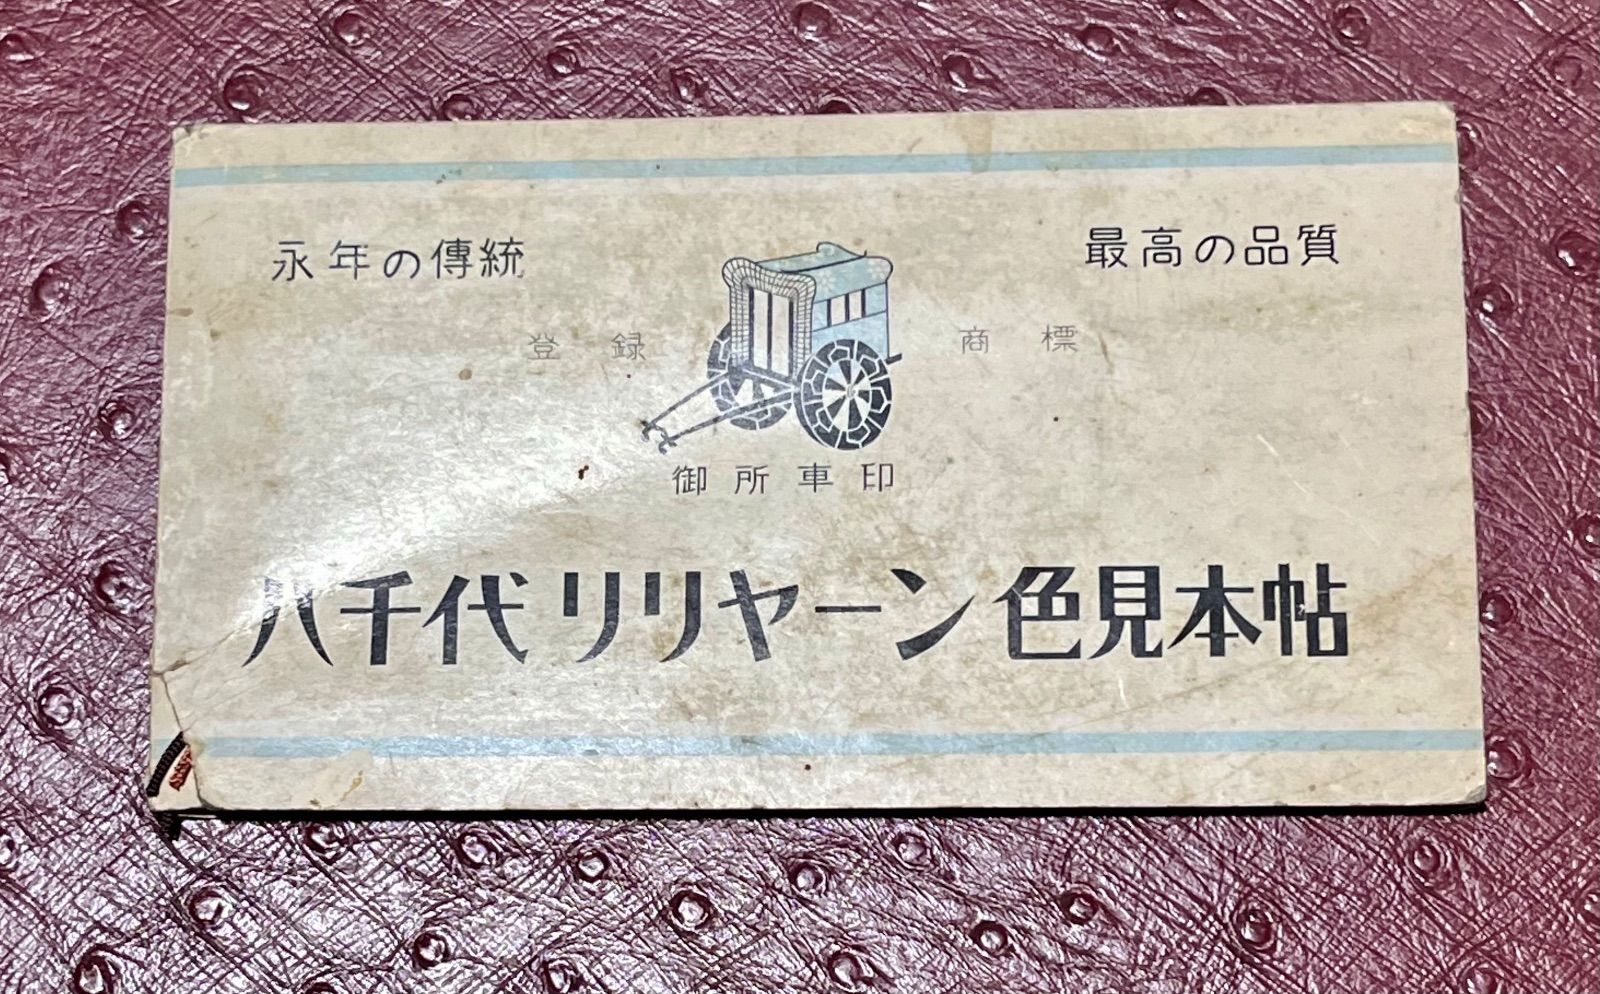 永年の傳統
最高の品質
登録 商標
御所車印
八千代リリヤーン色見本帖